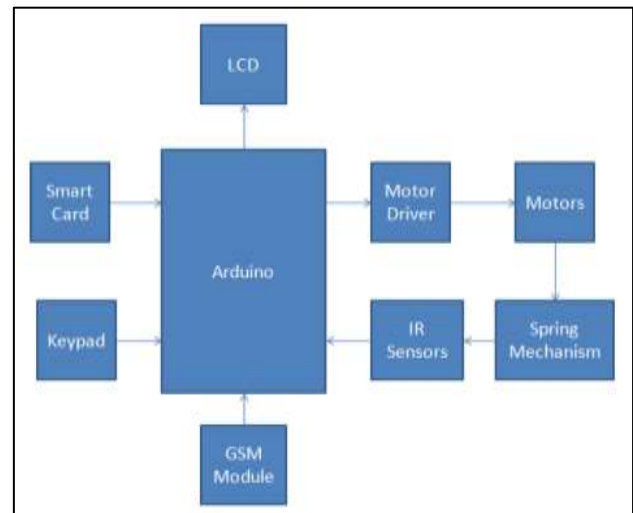 LCD
Smart
Card
Motor
Driver
Motors
Arduino
Keypad
IR
Sensors
Spring
Mechanism
GSM
Module